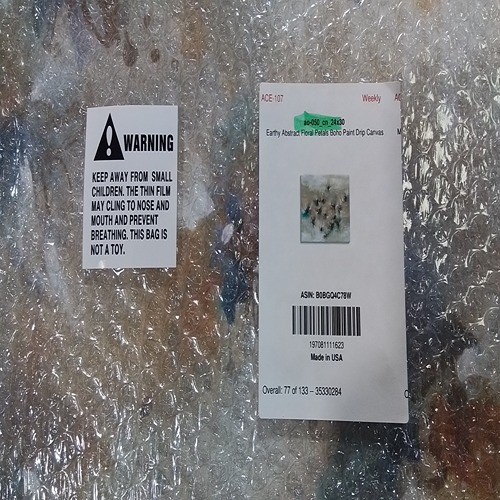 WARNING
KEEP AWAY FROM SMALL
CHILDREN. THE THIN FILM
MAY CLING TO NOSE AND
MOUTH AND PREVENT
BREATHING. THIS BAG IS
NOT A TOY.
ACE-107 Weekly
ao-050_cn_24x30
Earthy Abstract Floral Petals Boho Paint Drip Canvas
ASIN: B0BGQ4C78W
197081111623
Made in USA
Overall: 77 of 133 - 35330284